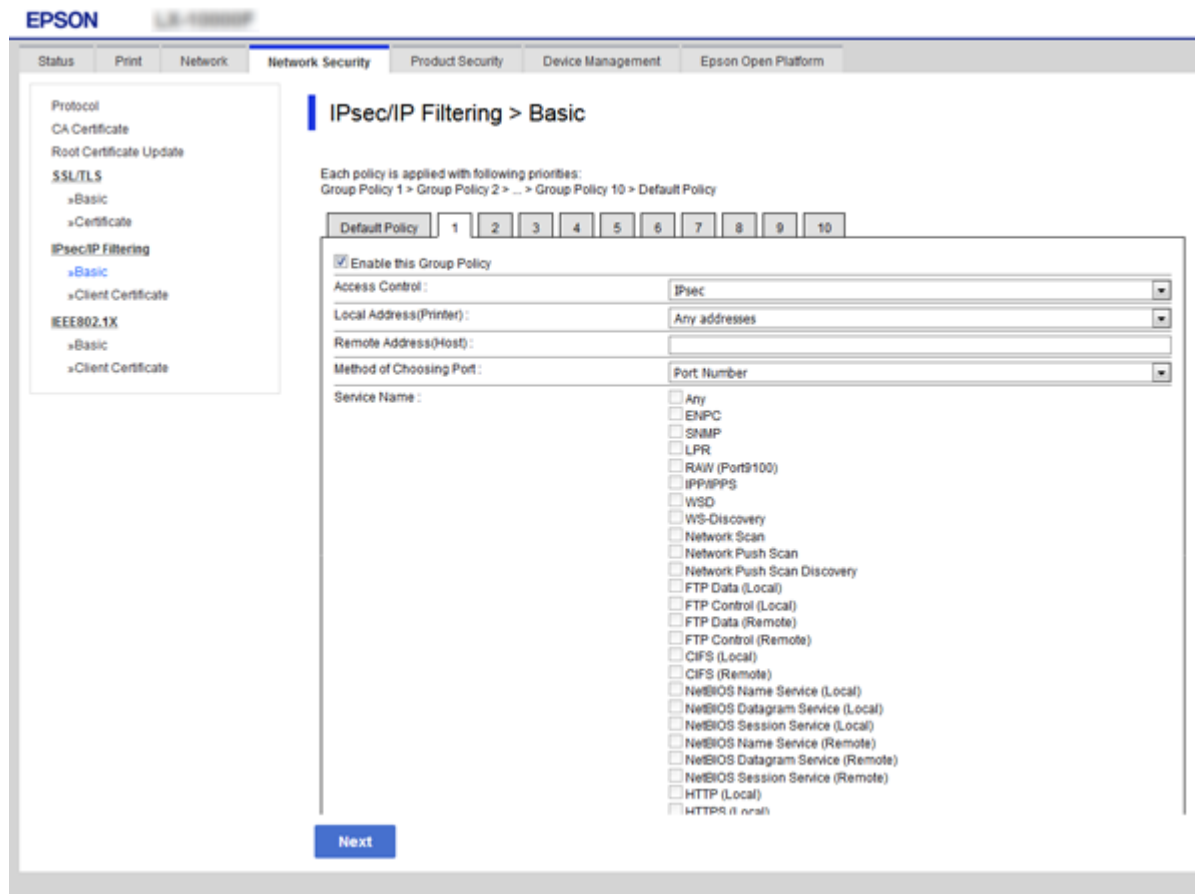 EPSON
Status Print Network Network Security Product Security Device Management Epson Open Platform
Protocol
CA Certificate
Root Certificate Update
SSL/TLS
»Basic
»Certificate
IPsec/IP Filtering
»Basic
»Client Certificate
IEEE802.1X
»Basic
»Client Certificate
IPsec/IP Filtering > Basic
Each policy is applied with following priorities:
Group Policy 1 > Group Policy 2 > ... > Group Policy 10 > Default Policy
Default Policy 1 2 3 4 5 6 7 8 9 10
Enable this Group Policy
Access Control : IPsec
Local Address(Printer) : Any addresses
Remote Address(Host) :
Method of Choosing Port : Port Number
Service Name : Any
ENPC
SNMP
LPR
RAW (Port9100)
IPP/IPPS
WSD
WS-Discovery
Network Scan
Network Push Scan
Network Push Scan Discovery
FTP Data (Local)
FTP Control (Local)
FTP Data (Remote)
FTP Control (Remote)
CIFS (Local)
CIFS (Remote)
NetBIOS Name Service (Local)
NetBIOS Datagram Service (Local)
NetBIOS Session Service (Local)
NetBIOS Name Service (Remote)
NetBIOS Datagram Service (Remote)
NetBIOS Session Service (Remote)
HTTP (Local)
HTTPS (Local)
Next